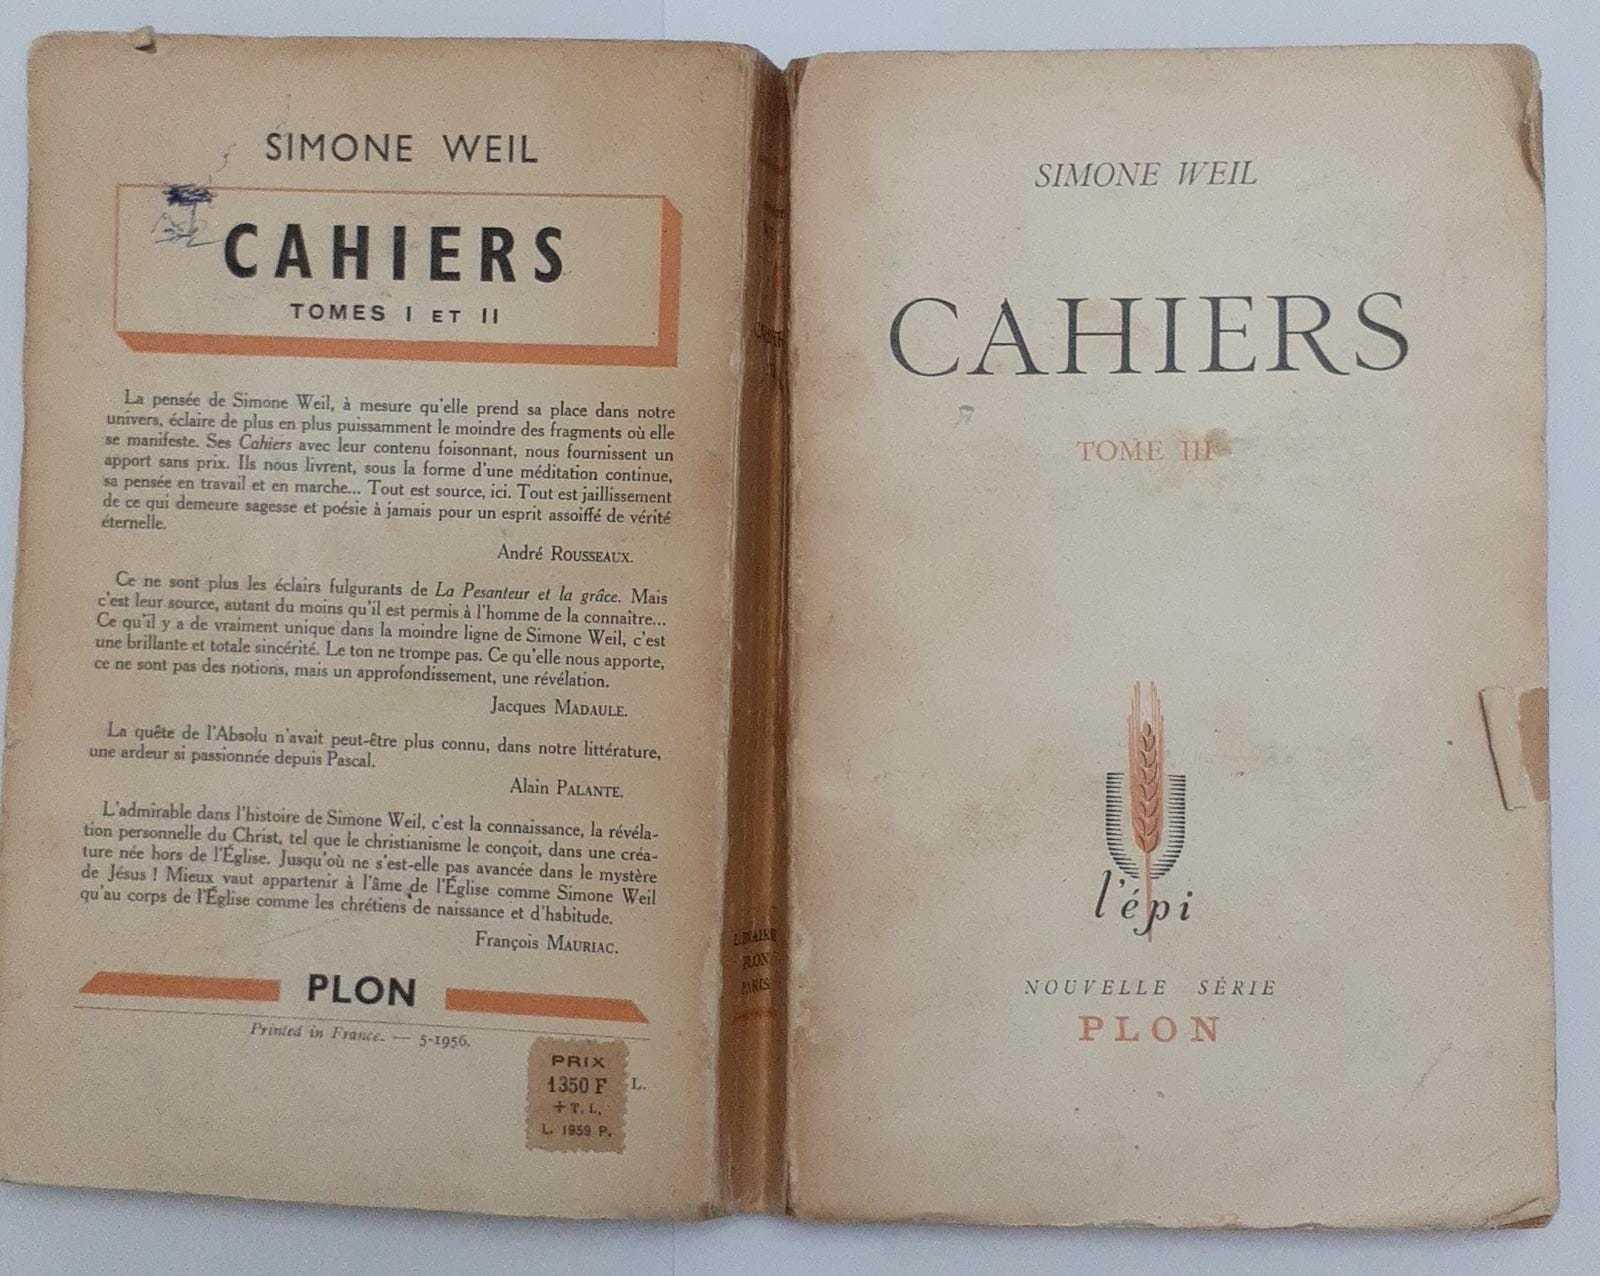 SIMONE WEIL
CAHIERS
TOMES I ET II
La pensée de Simone Weil, à mesure qu'elle prend sa place dans notre
univers, éclaire de plus en plus puissamment le moindre des fragments où elle
se manifeste. Ses Cahiers avec leur contenu foisonnant, nous fournissent un
apport sans prix. Ils nous livrent, sous la forme d'une méditation continue,
sa pensée en travail et en marche... Tout est source, ici. Tout est jaillissement
de ce qui demeure sagesse et poésie à jamais pour un esprit assoiffé de vérité
éternelle.
André ROUSSEAUX.
Ce ne sont plus les éclairs fulgurants de La Pesanteur et la grâce. Mais
c'est leur source, autant du moins qu'il est permis à l'homme de la connaître...
Ce qu'il y a de vraiment unique dans la moindre ligne de Simone Weil, c'est
une brillante et totale sincérité. Le ton ne trompe pas. Ce qu'elle nous apporte,
ce ne sont pas des notions, mais un approfondissement, une révélation.
Jacques MADAULE.
La quête de l'Absolu n'avait peut-être plus connu, dans notre littérature,
une ardeur si passionnée depuis Pascal.
Alain PALANTE.
L'admirable dans l'histoire de Simone Weil, c'est la connaissance, la révéla-
tion personnelle du Christ, tel que le christianisme le conçoit, dans une créa-
ture née hors de l'Église. Jusqu'où ne s'est-elle pas avancée dans le mystère
de Jésus ! Mieux vaut appartenir à l'âme de l'Église comme Simone Weil
qu'au corps de l'Église comme les chrétiens de naissance et d'habitude.
François MAURIAC.
PLON
Printed in France. — 5-1956.
PRIX
1350 F
+ T. L.
L. 1959 P.
L.
LIBRAIRIE
PLON
PARIS
SIMONE WEIL
CAHIERS
TOME III
l'épi
NOUVELLE SÉRIE
PLON